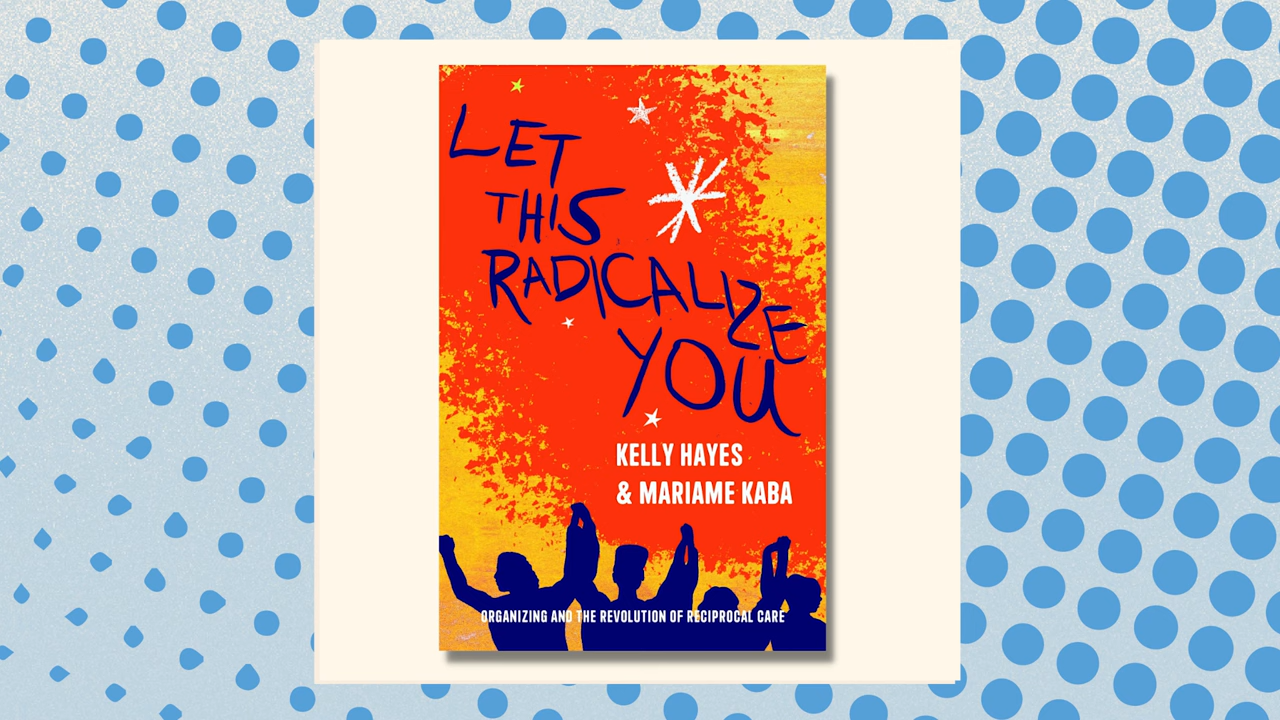 LET
THIS
RADICALIZE
YOU
KELLY HAYES
& MARIAME KABA
ORGANIZING AND THE REVOLUTION OF RECIPROCAL CARE